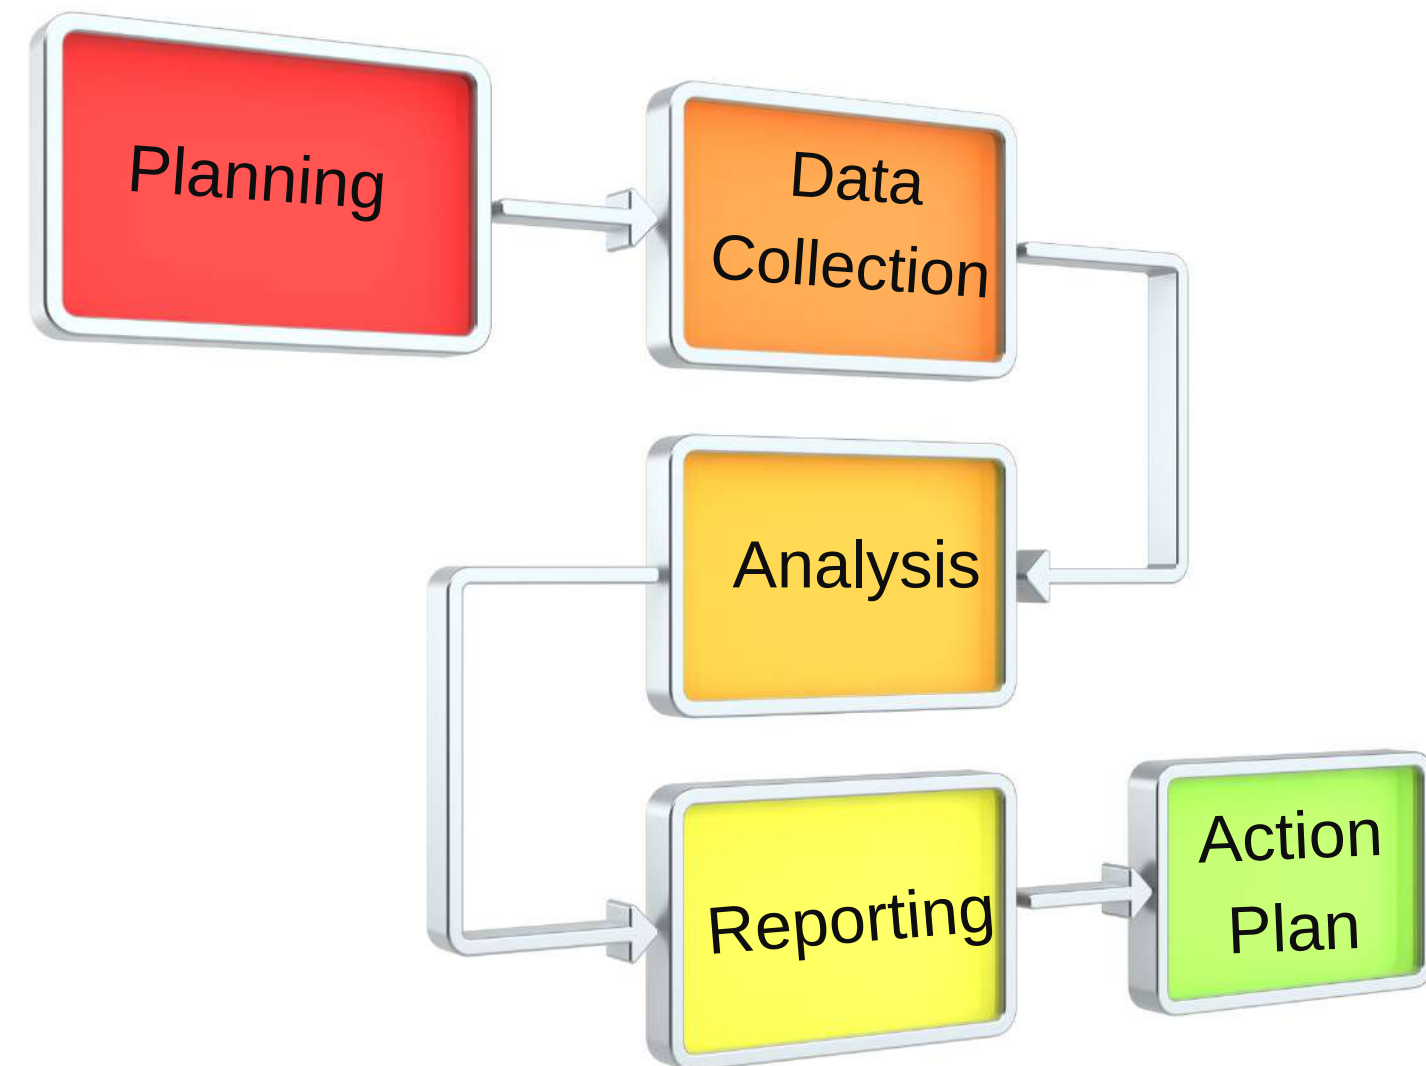 Planning
Data
Collection
Analysis
Reporting
Action
Plan